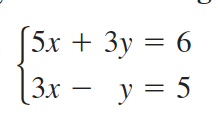 5x + 3y = 6
3x − y = 5